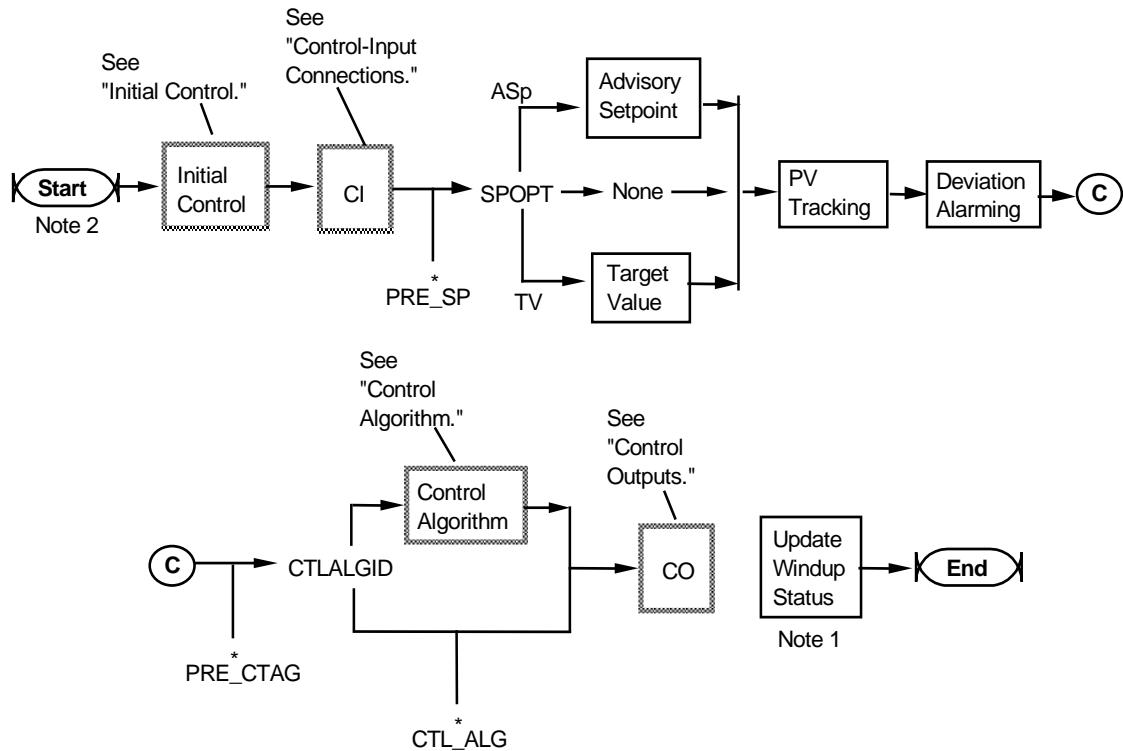 See
"Initial Control."
See
"Control-Input
Connections."
Start
Note 2
Initial
Control
CI
*
PRE_SP
ASp
SPOPT
TV
Advisory
Setpoint
None
Target
Value
PV
Tracking
Deviation
Alarming
C
See
"Control
Algorithm."
See
"Control
Outputs."
C
*
PRE_CTAG
CTLALGID
Control
Algorithm
*
CTL_ALG
CO
Update
Windup
Status
Note 1
End